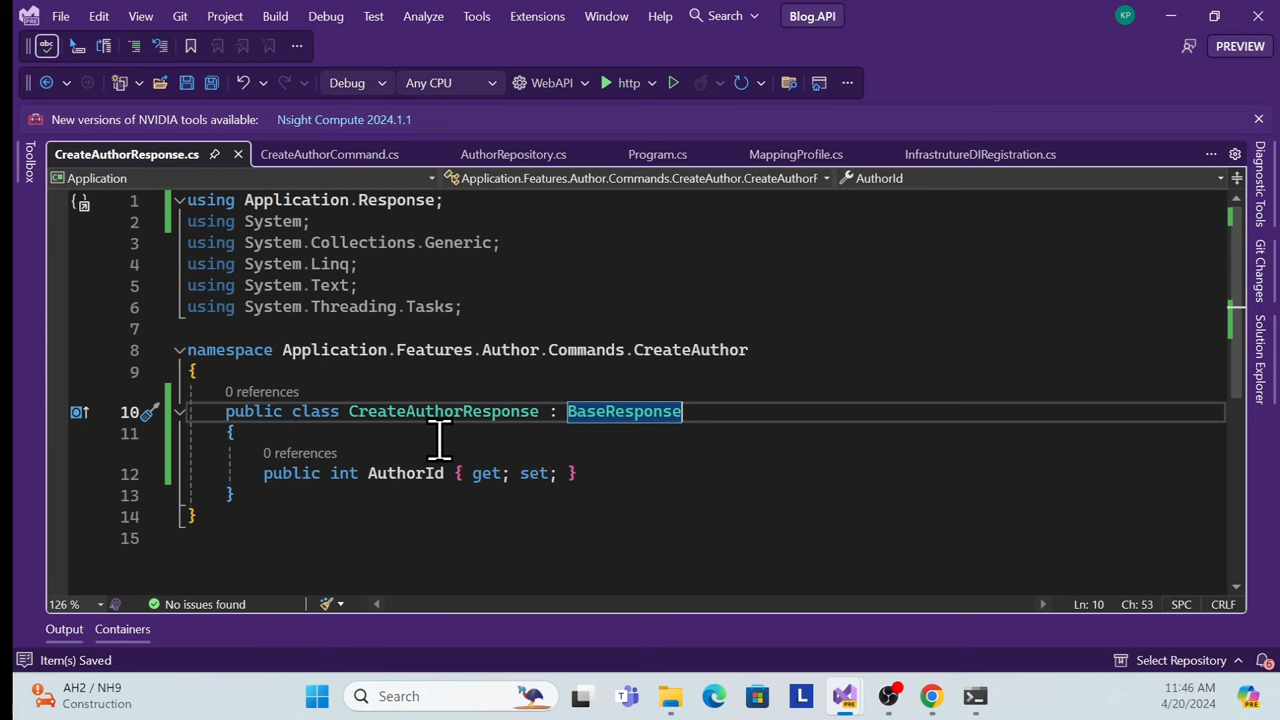 File Edit View Git Project Build Debug Test Analyze Tools Extensions Window Help Search Blog.API KP
abc PREVIEW
Debug Any CPU WebAPI http
New versions of NVIDIA tools available: Nsight Compute 2024.1.1
Toolbox
CreateAuthorResponse.cs CreateAuthorCommand.cs AuthorRepository.cs Program.cs MappingProfile.cs InfrastrutureDIRegistration.cs
Application Application.Features.Author.Commands.CreateAuthor.CreateAuthorR AuthorId
1 using Application.Response;
2 using System;
3 using System.Collections.Generic;
4 using System.Linq;
5 using System.Text;
6 using System.Threading.Tasks;
7
8 namespace Application.Features.Author.Commands.CreateAuthor
9 {
0 references
10 public class CreateAuthorResponse : BaseResponse
11 {
0 references
12 public int AuthorId { get; set; }
13 }
14 }
15
Diagnostic Tools
Git Changes
Solution Explorer
126 % No issues found Ln: 10 Ch: 53 SPC CRLF
Output Containers
Item(s) Saved Select Repository 6
AH2 / NH9
Construction
Search
L
PRE
11:46 AM
4/20/2024
PRE